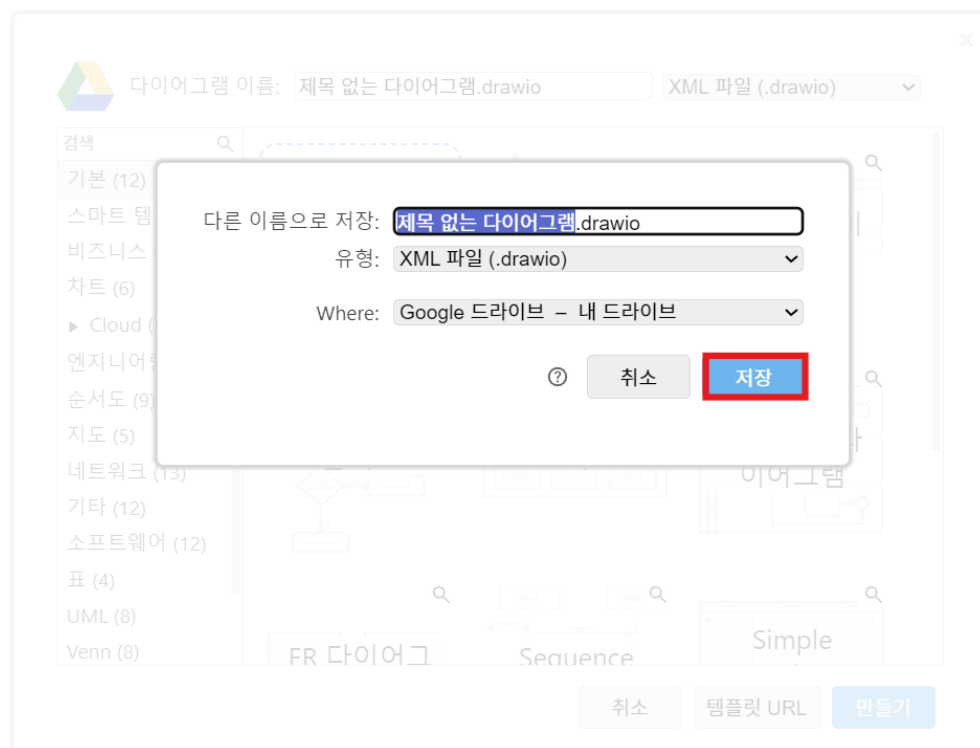 다이어그램 이름: 제목 없는 다이어그램.drawio XML 파일 (.drawio)
검색
기본 (12)
스마트 템
다른 이름으로 저장: 제목 없는 다이어그램.drawio
비즈니스
유형: XML 파일 (.drawio)
차트 (6)
Where: Google 드라이브 – 내 드라이브
Cloud (
엔지니어
취소 저장
순서도 (9)
지도 (5)
네트워크 (13)
이어그램
기타 (12)
소프트웨어 (12)
표 (4)
UML (8)
Simple
Venn (8)
ER 다이어그
Sequence
취소 템플릿 URL 만들기